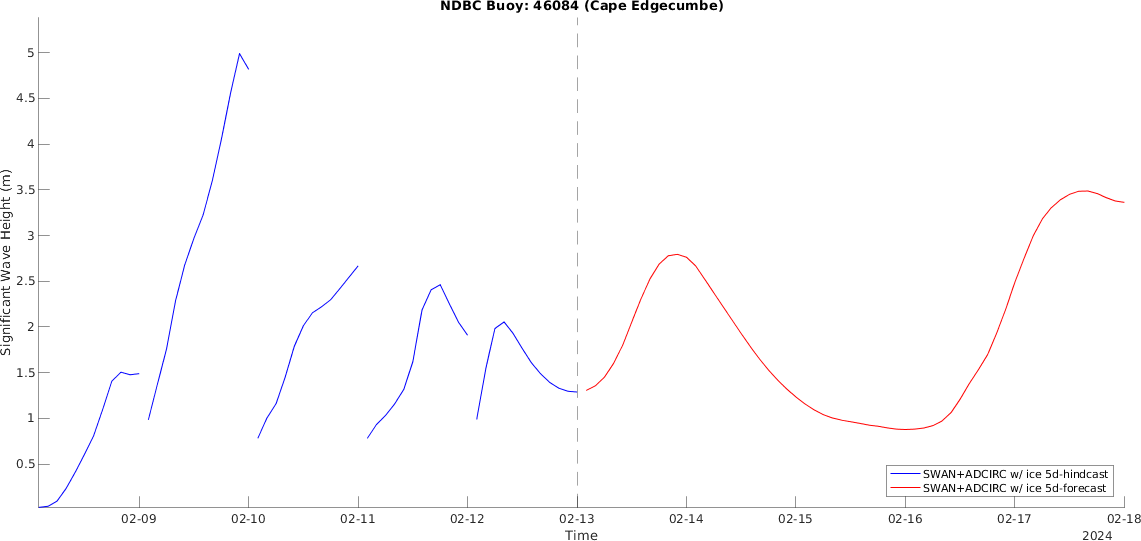 NDBC Buoy: 46084 (Cape Edgecumbe)
Significant Wave Height (m)
5
4.5
4
3.5
3
2.5
2
1.5
1
0.5
SWAN+ADCIRC w/ ice 5d-hindcast
SWAN+ADCIRC w/ ice 5d-forecast
02-09 02-10 02-11 02-12 02-13 02-14 02-15 02-16 02-17 02-18
Time
2024